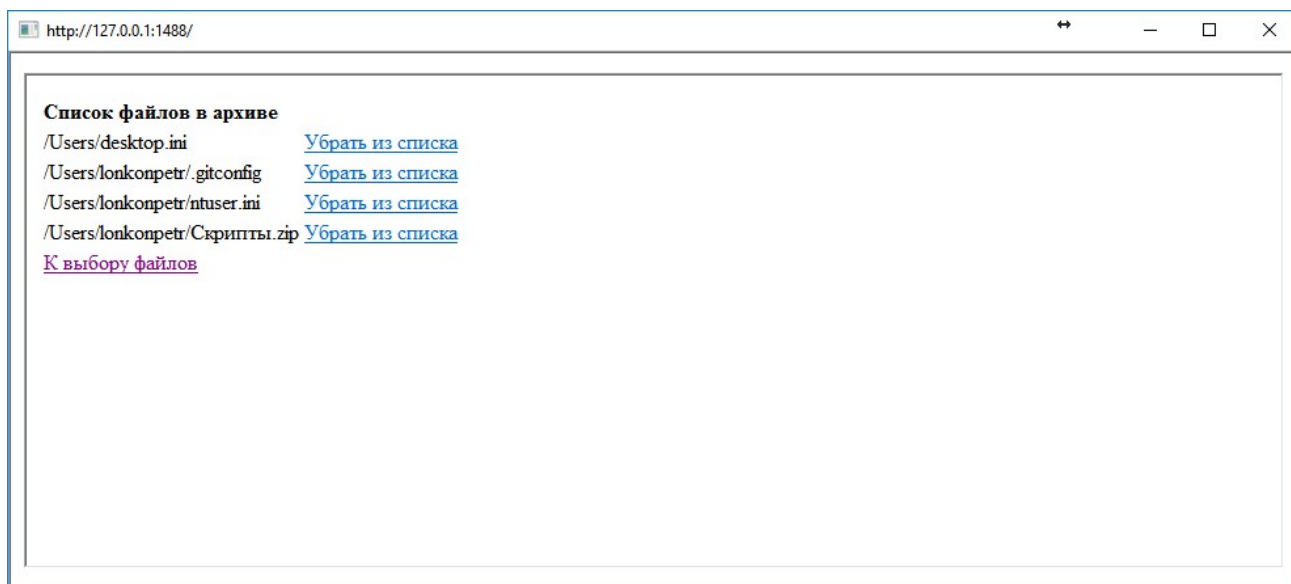 http://127.0.0.1:1488/
Список файлов в архиве
/Users/desktop.ini Убрать из списка
/Users/lonkonpetr/.gitconfig Убрать из списка
/Users/lonkonpetr/ntuser.ini Убрать из списка
/Users/lonkonpetr/Скрипты.zip Убрать из списка
К выбору файлов